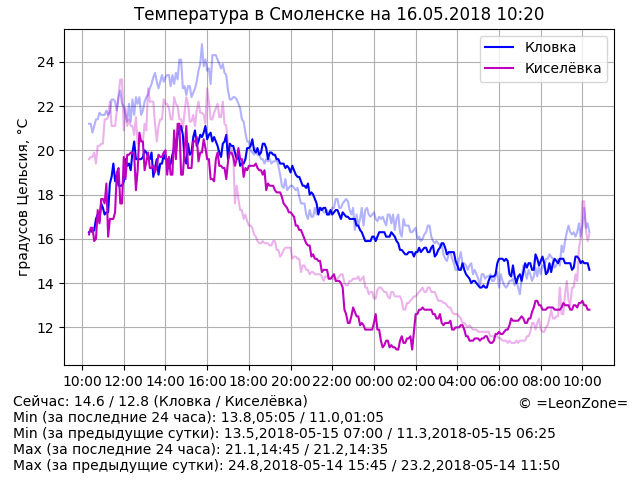 Температура в Смоленске на 16.05.2018 10:20
Кловка
Киселёвка
градусов Цельсия, °C
24
22
20
18
16
14
12
10:00 12:00 14:00 16:00 18:00 20:00 22:00 00:00 02:00 04:00 06:00 08:00 10:00
Сейчас: 14.6 / 12.8 (Кловка / Киселёвка)
© =LeonZone=
Min (за последние 24 часа): 13.8,05:05 / 11.0,01:05
Min (за предыдущие сутки): 13.5,2018-05-15 07:00 / 11.3,2018-05-15 06:25
Max (за последние 24 часа): 21.1,14:45 / 21.2,14:35
Max (за предыдущие сутки): 24.8,2018-05-14 15:45 / 23.2,2018-05-14 11:50